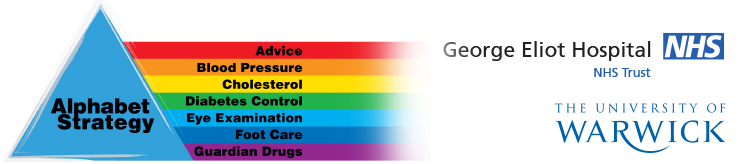 Alphabet
Strategy
Advice
Blood Pressure
Cholesterol
Diabetes Control
Eye Examination
Foot Care
Guardian Drugs
George Eliot Hospital NHS
NHS Trust
THE UNIVERSITY OF
WARWICK